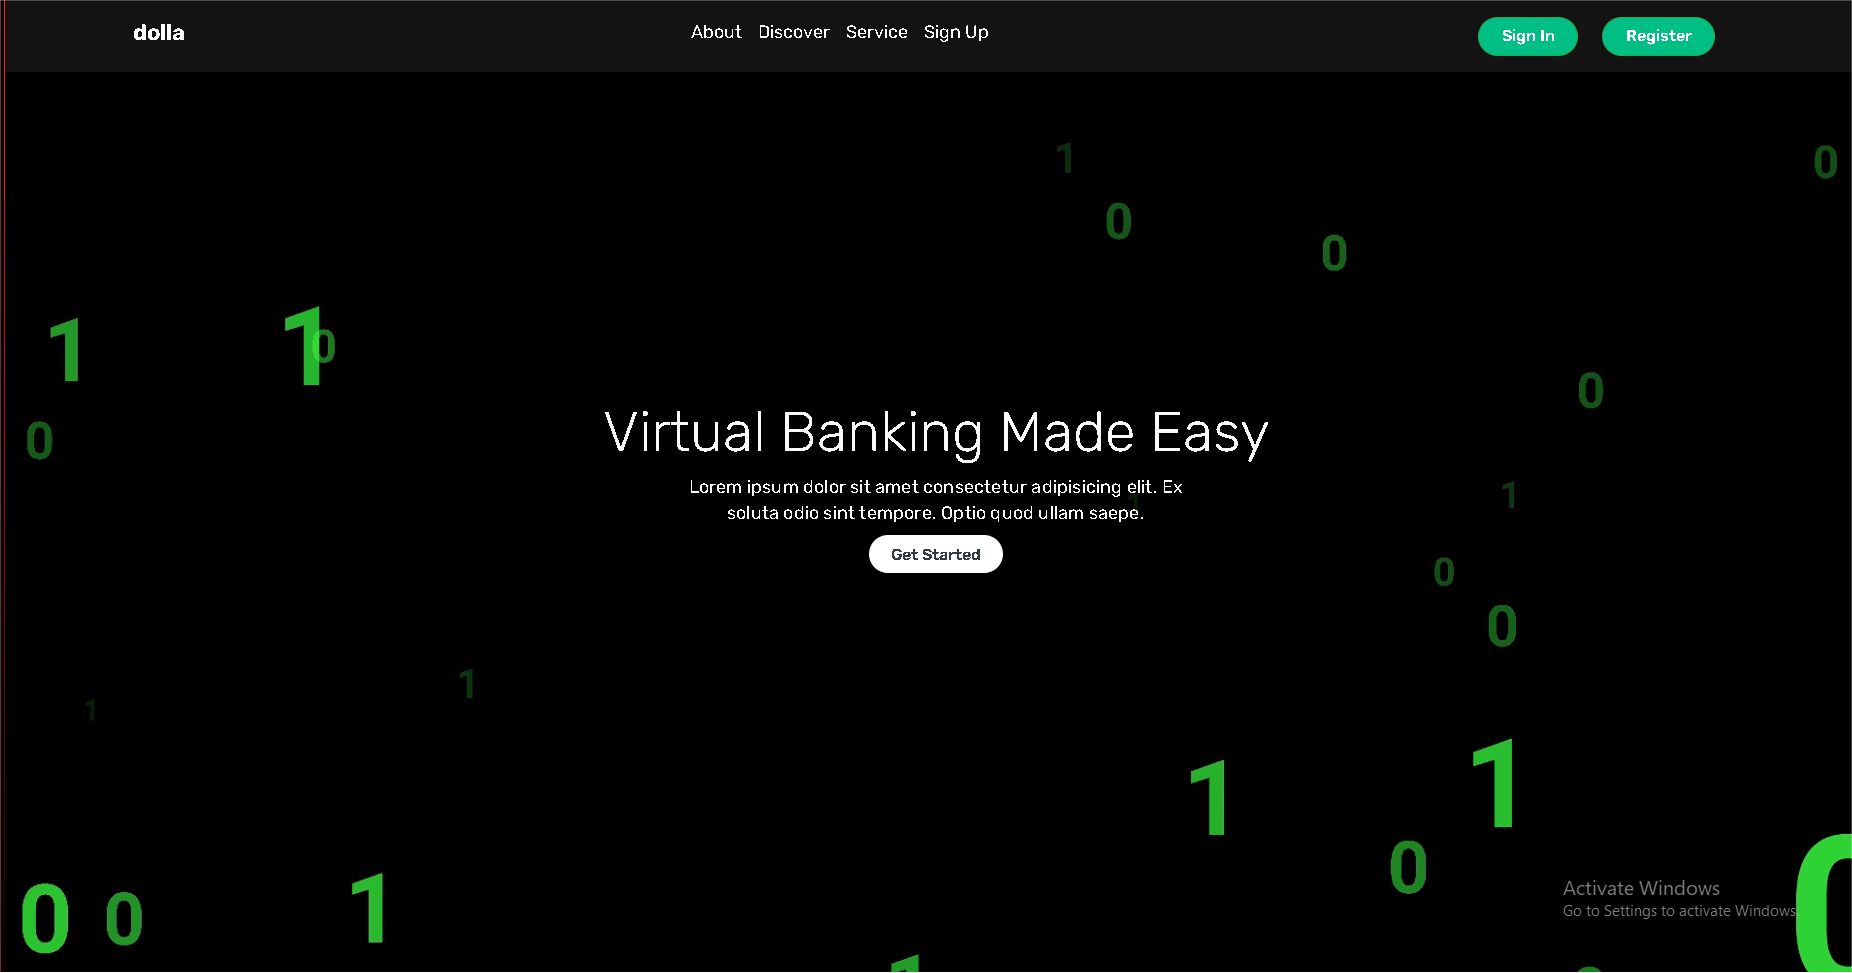 dolla
About Discover Service Sign Up
Sign In Register
1
0
0
0
1
1
0
0
0
Virtual Banking Made Easy
Lorem ipsum dolor sit amet consectetur adipisicing elit. Ex
1
soluta odio sint tempore. Optio quod ullam saepe.
Get Started
0
0
1
1
1
1
0
Activate Windows
Go to Settings to activate Windows.
0
0
0
1
1